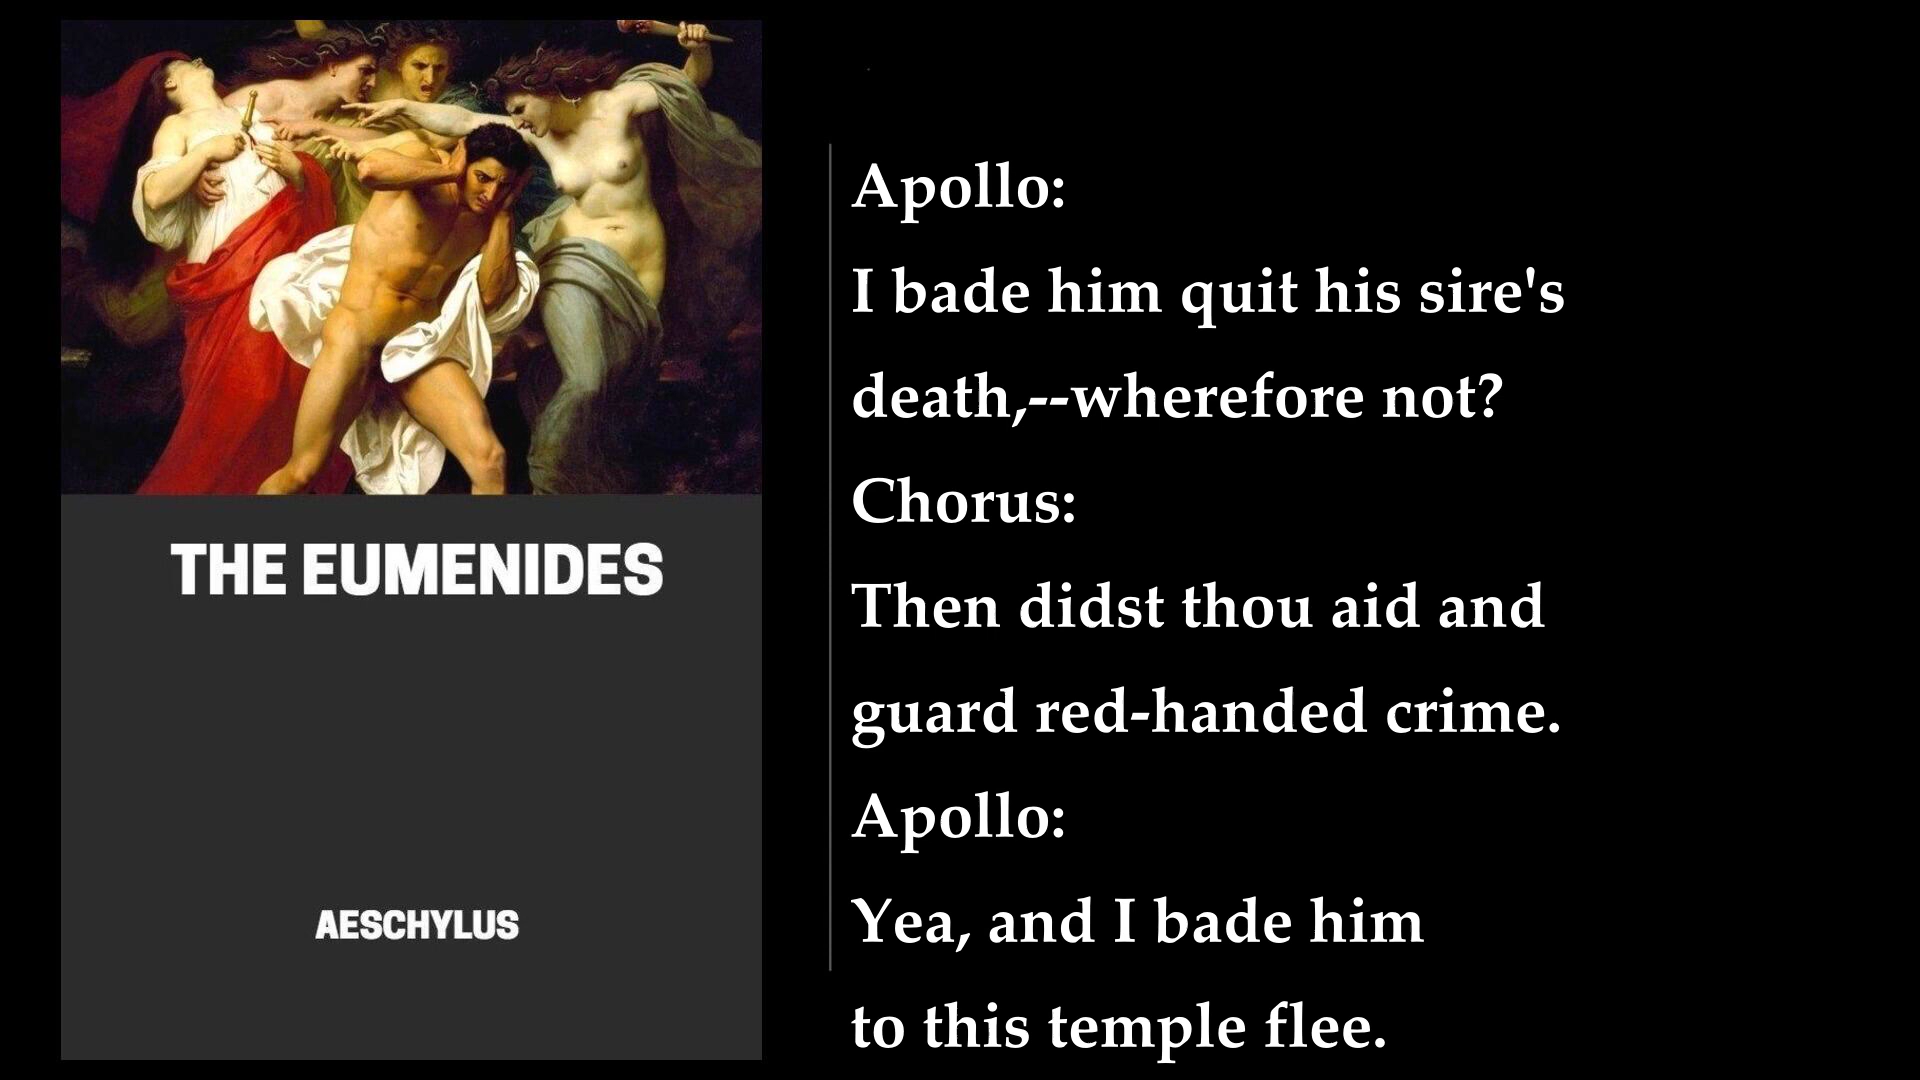 THE EUMENIDES
AESCHYLUS
Apollo:
I bade him quit his sire's
death,--wherefore not?
Chorus:
Then didst thou aid and
guard red-handed crime.
Apollo:
Yea, and I bade him
to this temple flee.